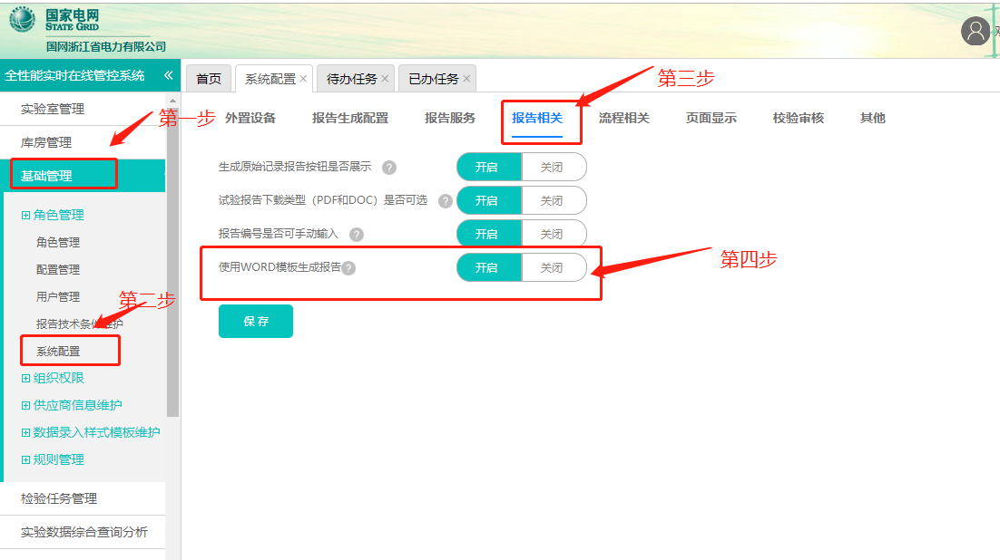 国家电网
STATE GRID
国网浙江省电力有限公司
全性能实时在线管控系统 «
首页 系统配置× 待办任务× 已办任务×
实验室管理
第一步
库房管理
基础管理
角色管理
角色管理
配置管理
用户管理
第二步
报告技术条件维护
系统配置
组织权限
供应商信息维护
数据录入样式模板维护
规则管理
检验任务管理
实验数据综合查询分析
第三步
外置设备 报告生成配置 报告服务 报告相关 流程相关 页面显示 校验审核 其他
生成原始记录报告按钮是否展示 ? 开启 关闭
试验报告下载类型（PDF和DOC）是否可选 ? 开启 关闭
报告编号是否可手动输入 ? 开启 关闭
使用WORD模板生成报告 ? 开启 关闭
第四步
保存